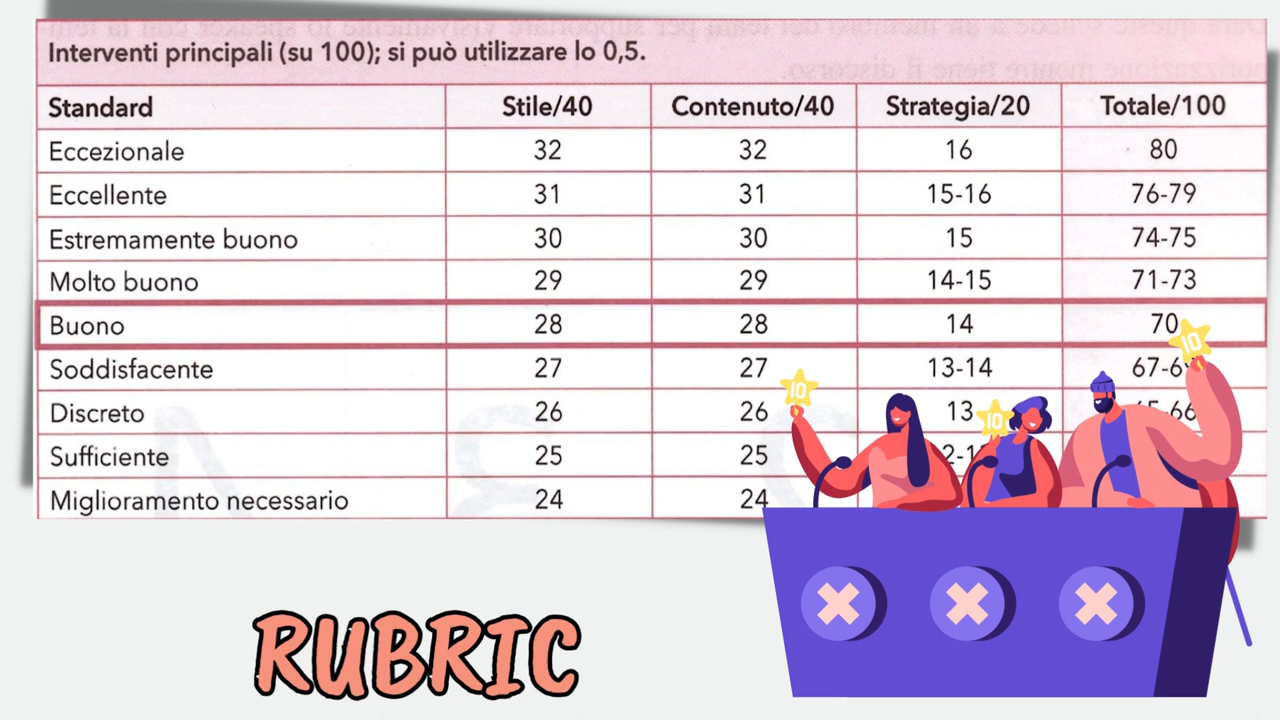 Interventi principali (su 100); si può utilizzare lo 0,5.
Standard Stile/40 Contenuto/40 Strategia/20 Totale/100
Eccezionale 32 32 16 80
Eccellente 31 31 15-16 76-79
Estremamente buono 30 30 15 74-75
Molto buono 29 29 14-15 71-73
Buono 28 28 14 70
Soddisfacente 27 27 13-14
Discreto 26 26 13
Sufficiente 25 25
Miglioramento necessario 24 24
10
10
10
RUBRIC